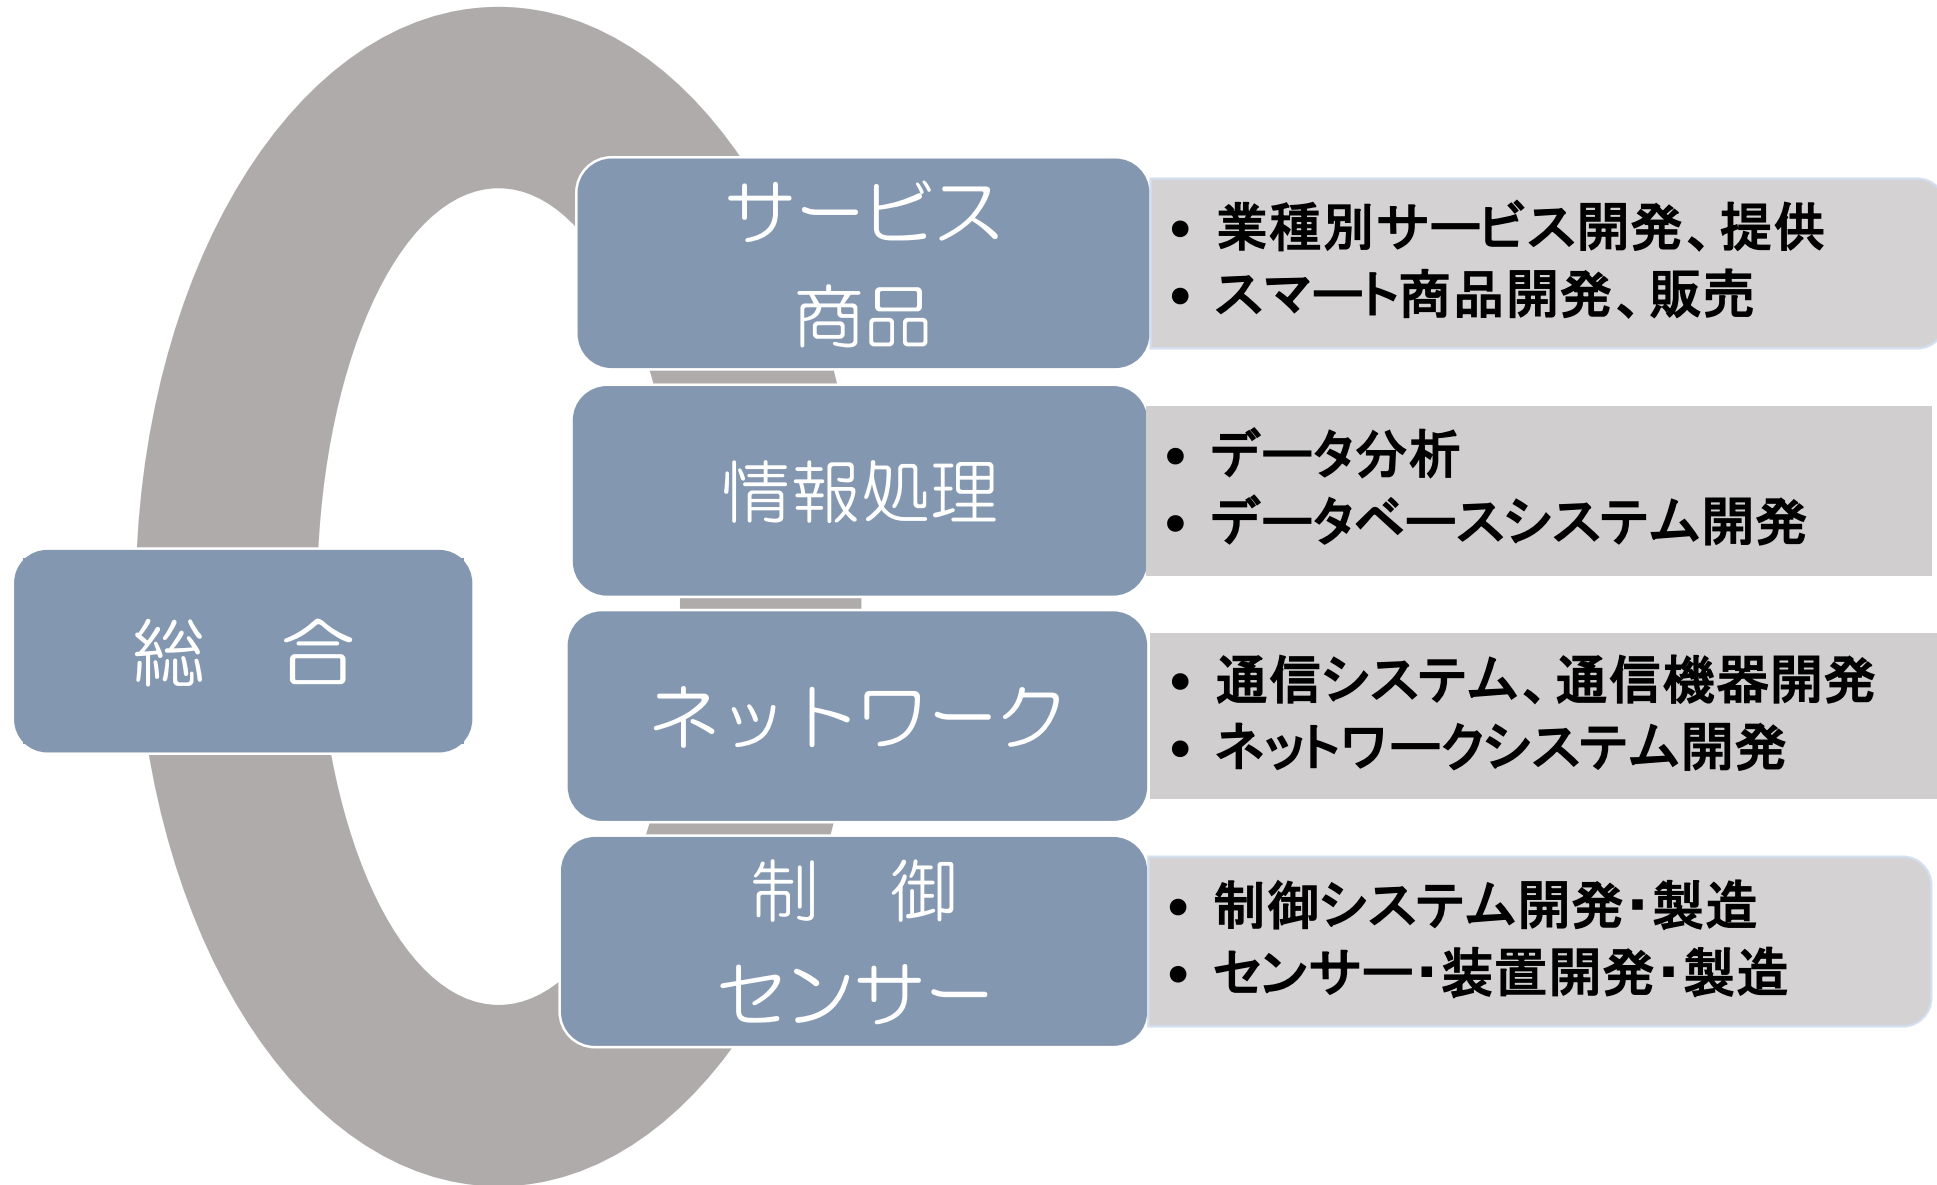 サービス
商品
• 業種別サービス開発、提供
• スマート商品開発、販売
情報処理
• データ分析
• データベースシステム開発
総　合
ネットワーク
• 通信システム、通信機器開発
• ネットワークシステム開発
制　御
センサー
• 制御システム開発・製造
• センサー・装置開発・製造